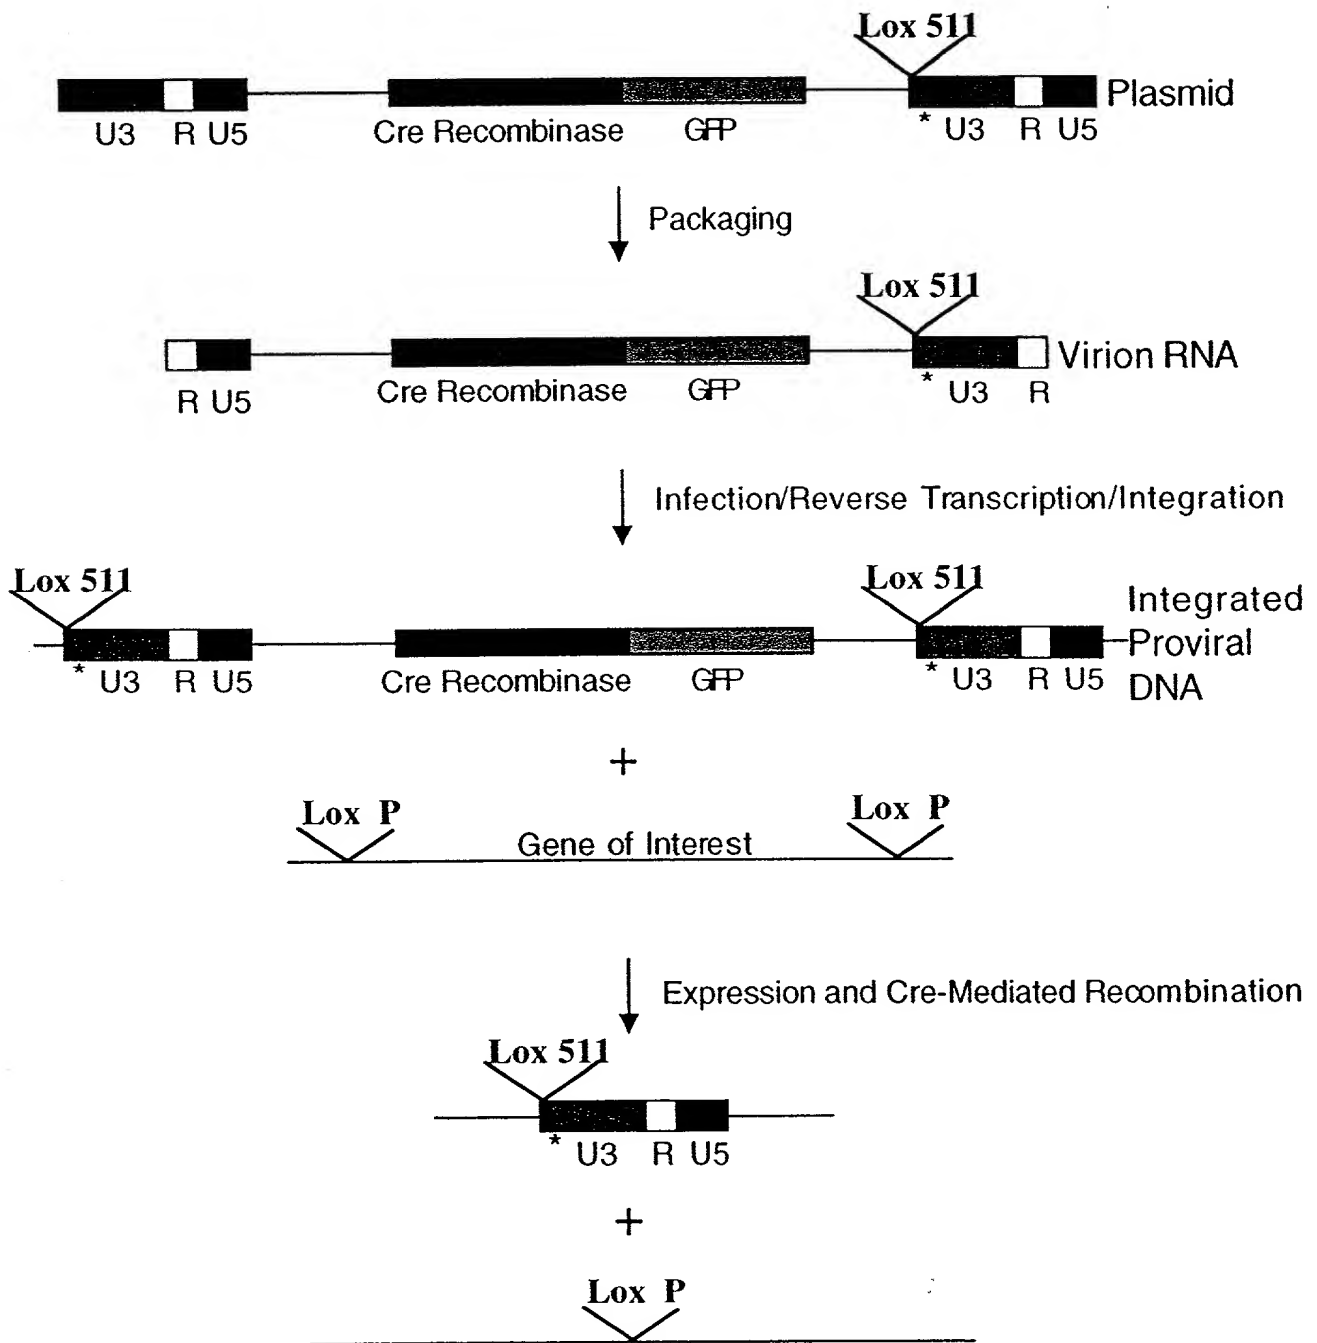 Lox 511
Plasmid
U3 R U5 Cre Recombinase GFP * U3 R U5
Packaging
Lox 511
Virion RNA
R U5 Cre Recombinase GFP * U3 R
Infection/Reverse Transcription/Integration
Lox 511 Lox 511
Integrated
Proviral
DNA
* U3 R U5 Cre Recombinase GFP * U3 R U5
+
Lox P Lox P
Gene of Interest
Expression and Cre-Mediated Recombination
Lox 511
* U3 R U5
+
Lox P